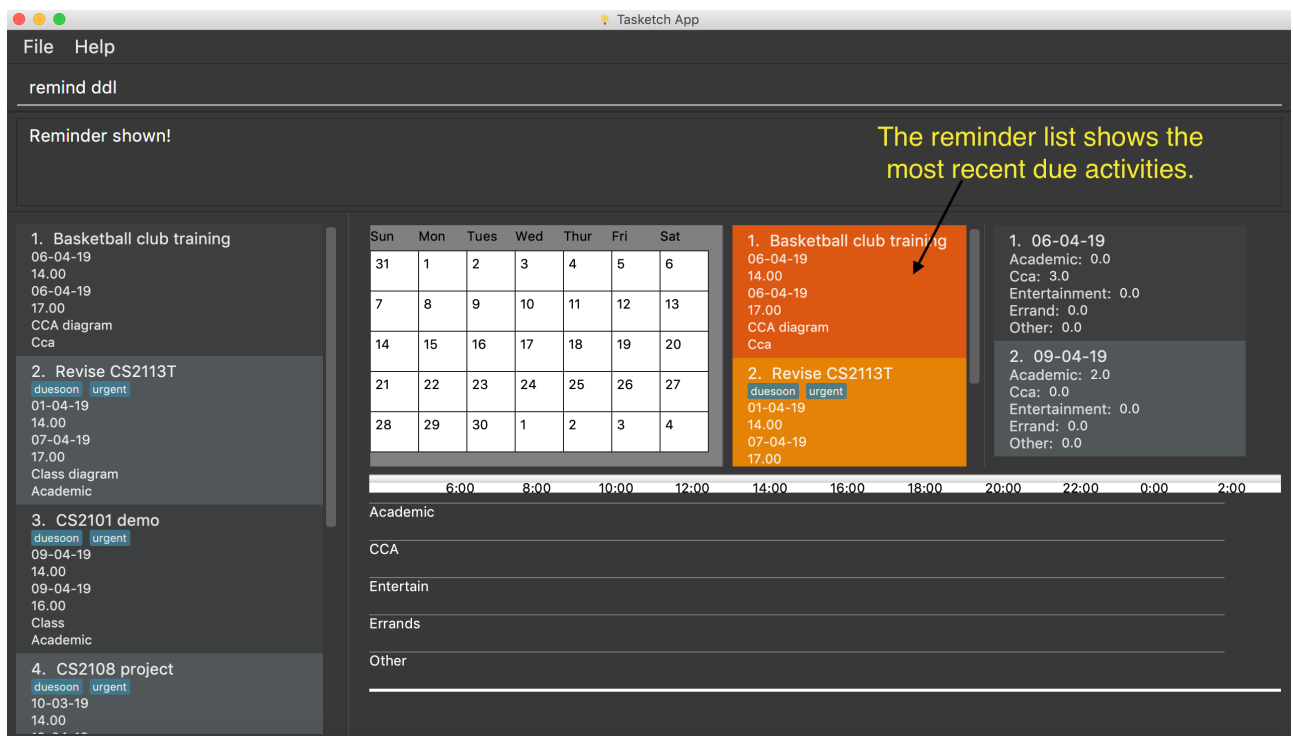 Tasketch App
File Help
remind ddl
Reminder shown!
The reminder list shows the
most recent due activities.
1. Basketball club training
06-04-19
14.00
06-04-19
17.00
CCA diagram
Cca
2. Revise CS2113T
duesoon urgent
01-04-19
14.00
07-04-19
17.00
Class diagram
Academic
3. CS2101 demo
duesoon urgent
09-04-19
14.00
09-04-19
16.00
Class
Academic
4. CS2108 project
duesoon urgent
10-03-19
14.00
Sun Mon Tues Wed Thur Fri Sat
31 1 2 3 4 5 6
7 8 9 10 11 12 13
14 15 16 17 18 19 20
21 22 23 24 25 26 27
28 29 30 1 2 3 4
1. Basketball club training
06-04-19
14.00
06-04-19
17.00
CCA diagram
Cca
2. Revise CS2113T
duesoon urgent
01-04-19
14.00
07-04-19
17.00
1. 06-04-19
Academic: 0.0
Cca: 3.0
Entertainment: 0.0
Errand: 0.0
Other: 0.0
2. 09-04-19
Academic: 2.0
Cca: 0.0
Entertainment: 0.0
Errand: 0.0
Other: 0.0
6:00 8:00 10:00 12:00 14:00 16:00 18:00 20:00 22:00 0:00 2:00
Academic
CCA
Entertain
Errands
Other